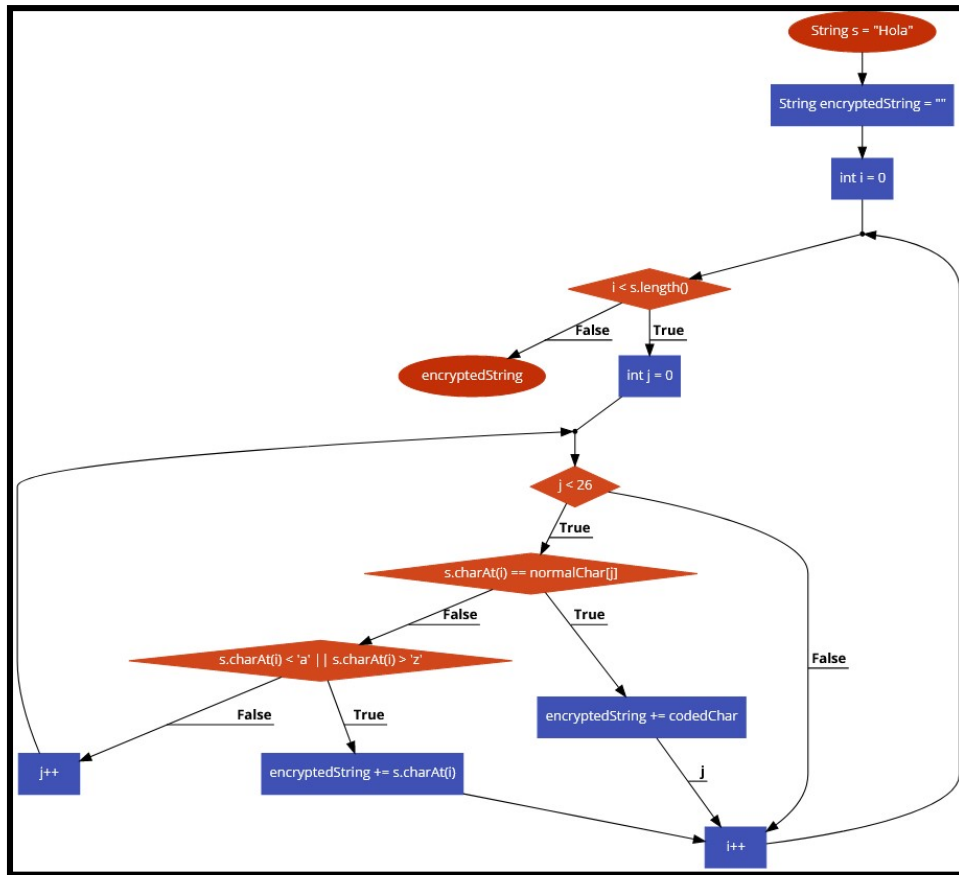 String s = "Hola"
String encryptedString = ""
int i = 0
i < s.length()
False
True
encryptedString
int j = 0
j < 26
True
s.charAt(i) == normalChar[j]
False
True
s.charAt(i) < 'a' || s.charAt(i) > 'z'
False
False
True
encryptedString += codedChar
j++
encryptedString += s.charAt(i)
j
i++